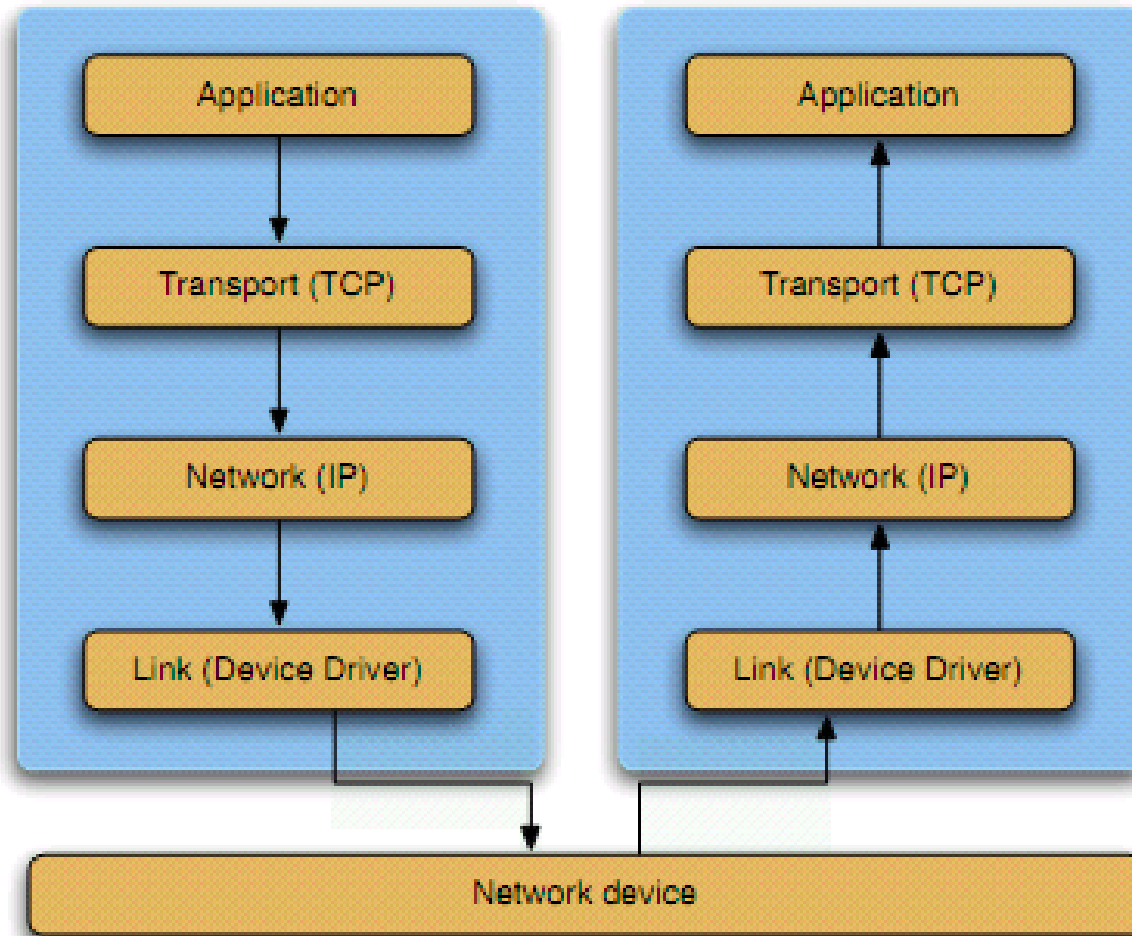 Application
Transport (TCP)
Network (IP)
Link (Device Driver)
Application
Transport (TCP)
Network (IP)
Link (Device Driver)
Network device